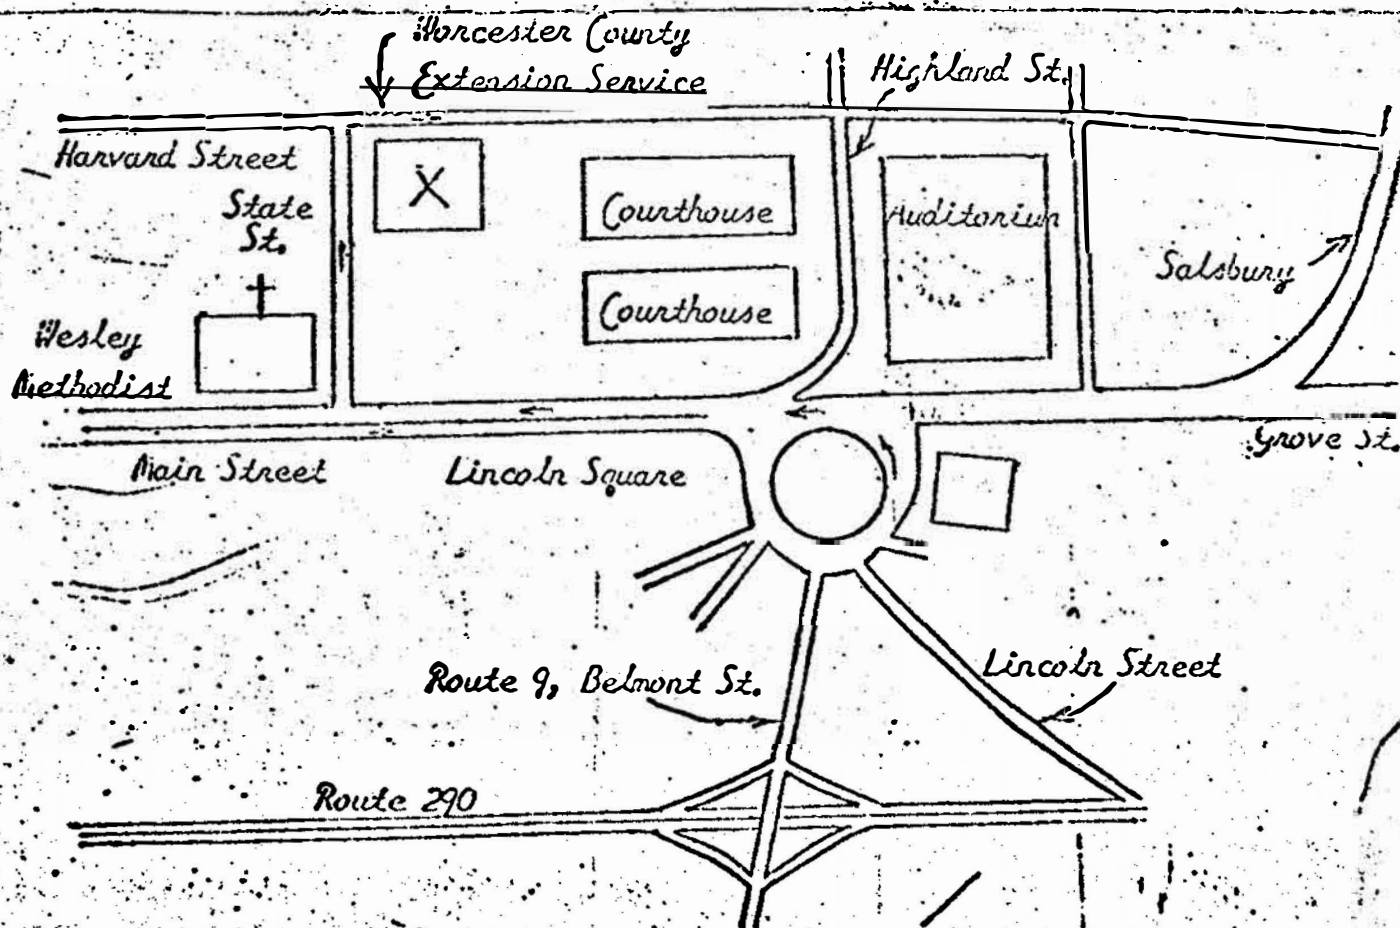 Worcester County
Extension Service
Highland St.
Harvard Street
State
St.
X
Courthouse
Auditorium
Salsbury
Courthouse
Wesley
Methodist
Grove St.
Main Street
Lincoln Square
Lincoln Street
Route 9, Belmont St.
Route 290